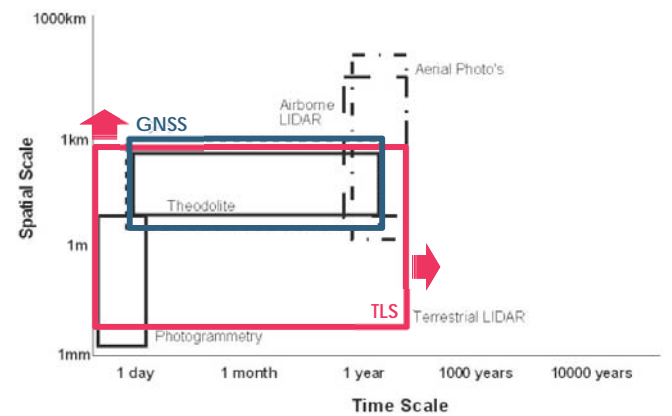 1000km
Aerial Photo's
Airborne
LIDAR
GNSS
1km
Spatial Scale
Theodolite
1m
TLS
Terrestrial LIDAR
Photogrammetry
1mm
1 day
1 month
1 year
1000 years
10000 years
Time Scale